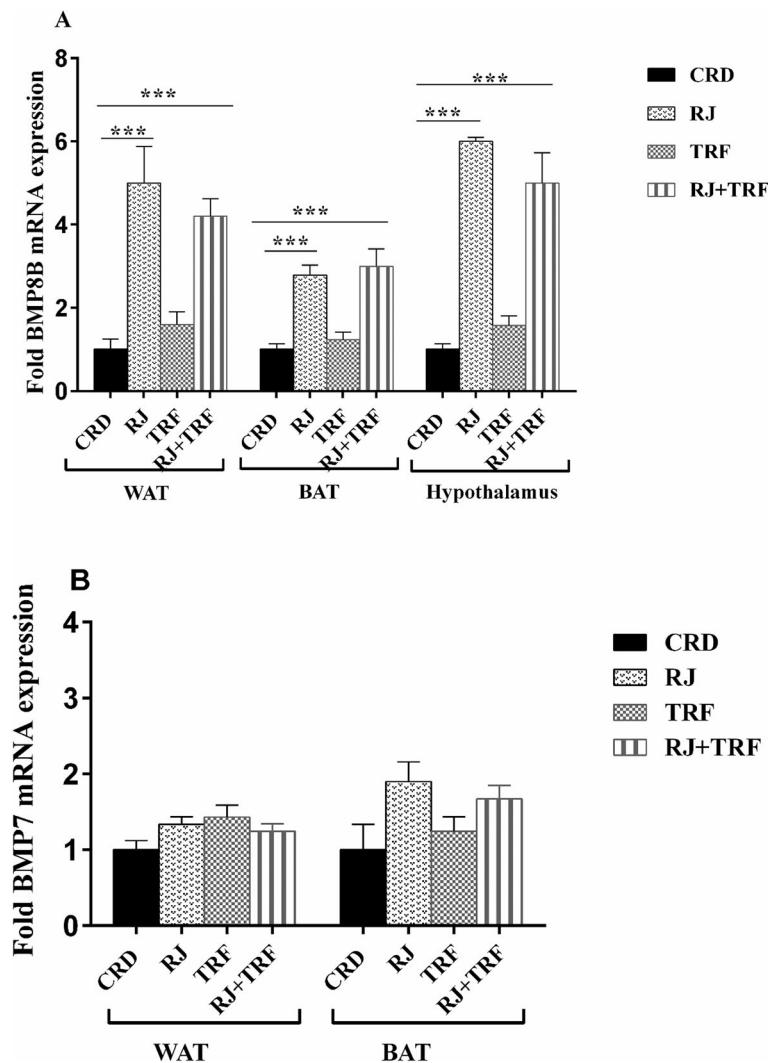 A
Fold BMP8B mRNA expression
8
6
4
2
0
***
***
***
***
***
***
CRD
RJ
TRF
RJ+TRF
CRD
RJ
TRF
RJ+TRF
CRD
RJ
TRF
RJ+TRF
CRD
RJ
TRF
RJ+TRF
WAT
BAT
Hypothalamus
B
Fold BMP7 mRNA expression
4
3
2
1
0
CRD
RJ
TRF
RJ+TRF
CRD
RJ
TRF
RJ+TRF
CRD
RJ
TRF
RJ+TRF
WAT
BAT